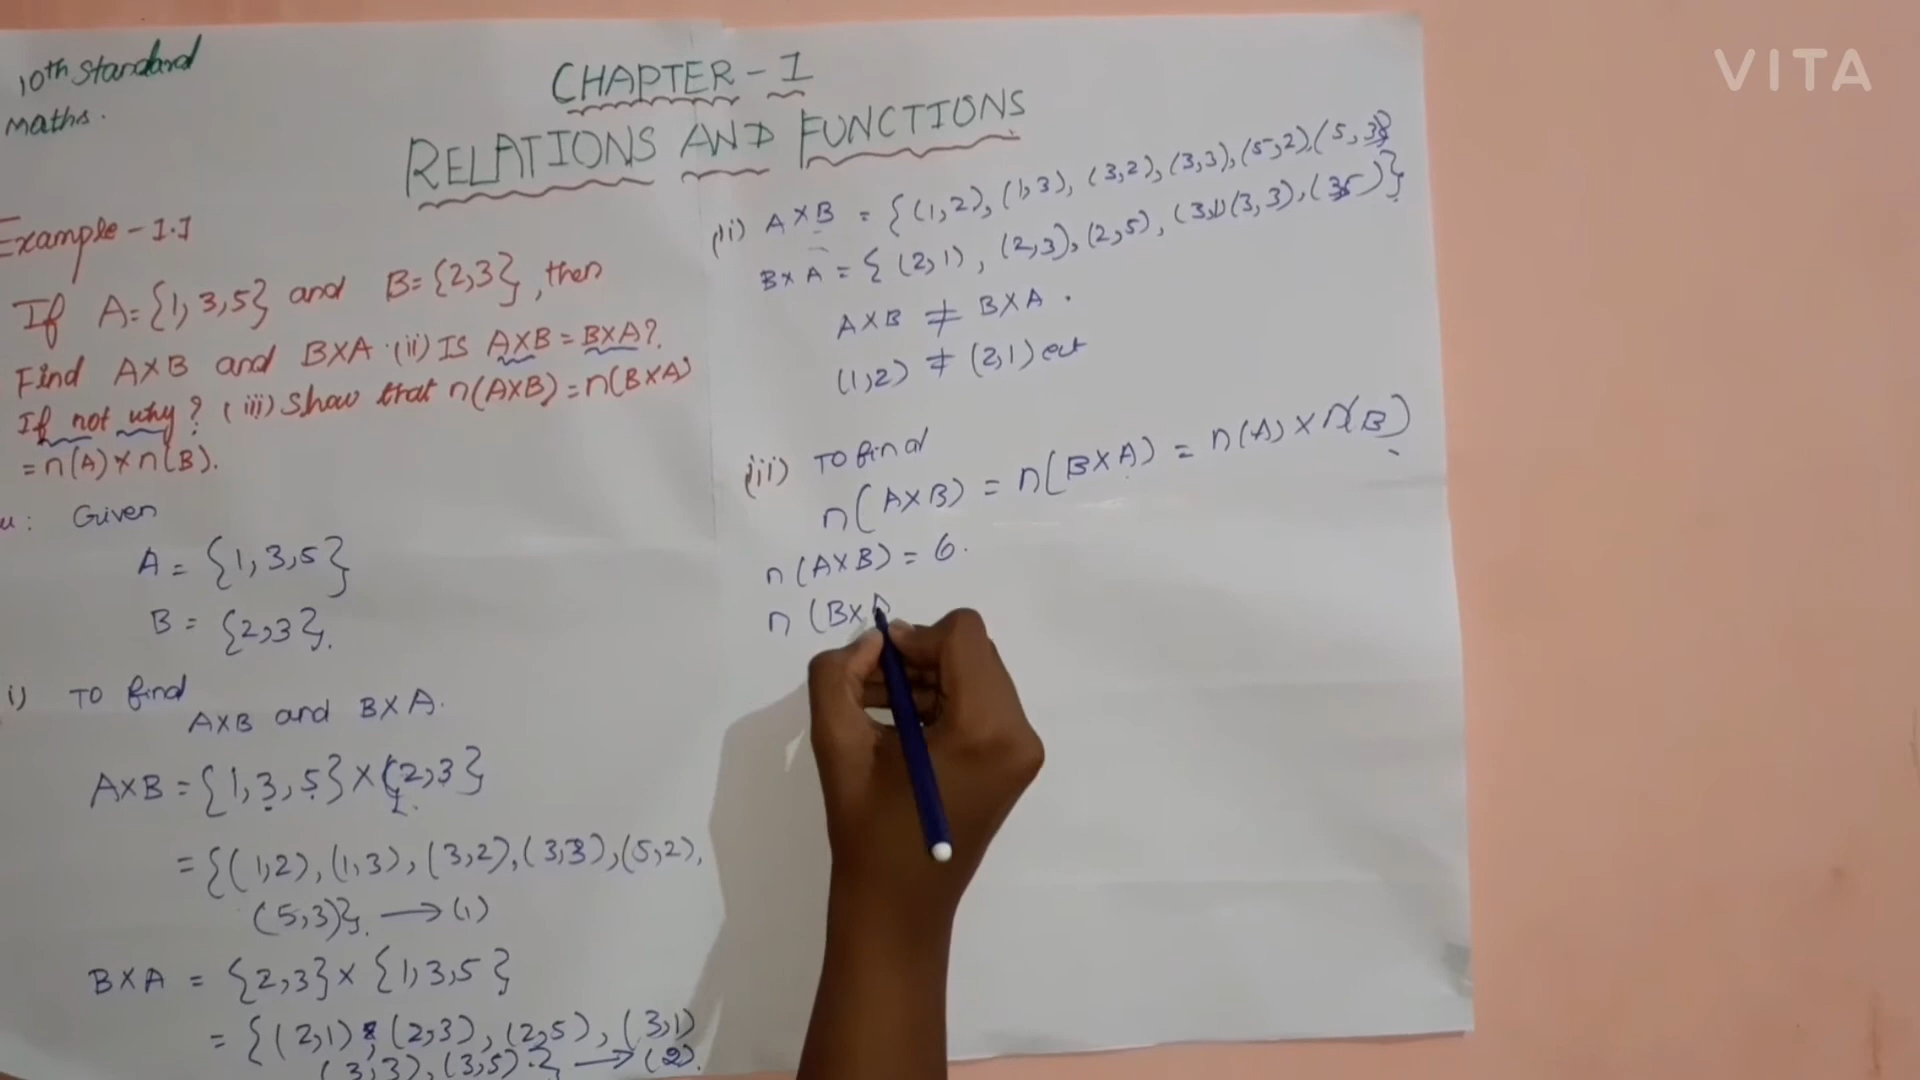 10th Standard
maths.
CHAPTER - I
RELATIONS AND FUNCTIONS
Example - 1.1
If A = {1, 3, 5} and B = {2,3}, then
Find A×B and B×A. (ii) Is A×B = B×A?.
If not why? (iii) Show that n(A×B) = n(B×A)
= n(A) × n(B).
Given
A = {1, 3, 5}
B = {2,3}.
i) To find
A×B and B×A.
A×B = {1, 3, 5} × {2,3}
= {(1,2), (1,3), (3,2), (3,3), (5,2),
(5,3)}. → (1)
B×A = {2,3} × {1, 3, 5}
= {(2,1), (2,3), (2,5), (3,1)
(3,3), (3,5).} → (2).
(ii) A×B = {(1,2), (1,3), (3,2), (3,3), (5,2), (5,3)}
B×A = {(2,1), (2,3), (2,5), (3,1) (3,3), (3,5)}
A×B ≠ B×A.
(1,2) ≠ (2,1) ect
(iii) To find
n(A×B) = n(B×A) = n(A) × n(B)
n(A×B) = 6.
n(B×
VITA